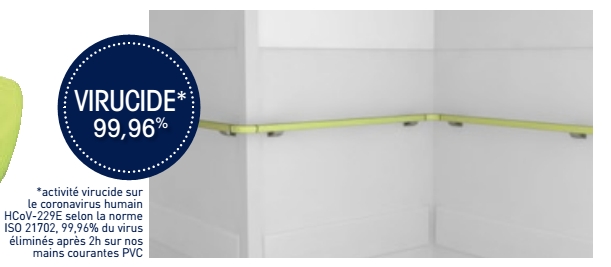 VIRUCIDE*
99,96%
*activité virucide sur
le coronavirus humain
HCoV-229E selon la norme
ISO 21702, 99,96% du virus
éliminés après 2h sur nos
mains courantes PVC